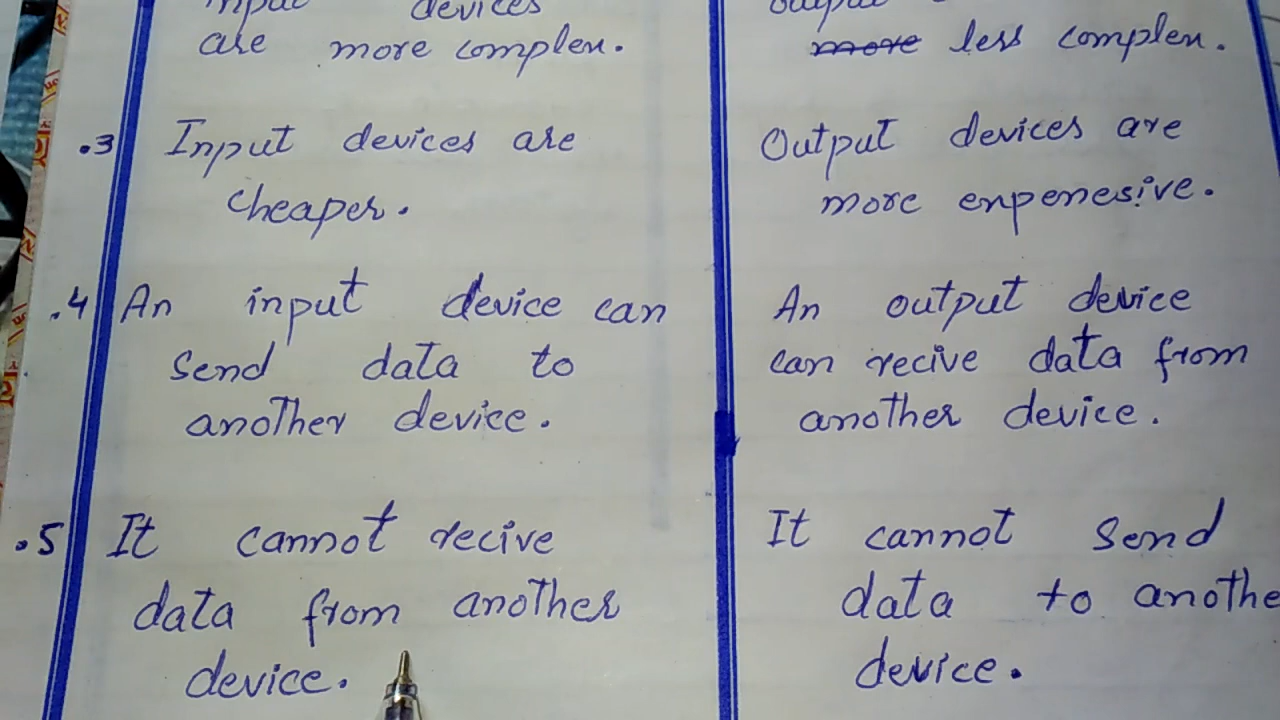 Input devices
are more complex.
.3 Input devices are
cheaper.
.4 An input device can
send data to
another device.
.5 It cannot recive
data from another
device.
output
more less complex.
Output devices are
more expenesive.
An output device
can recive data from
another device.
It cannot send
data to anothe
device.